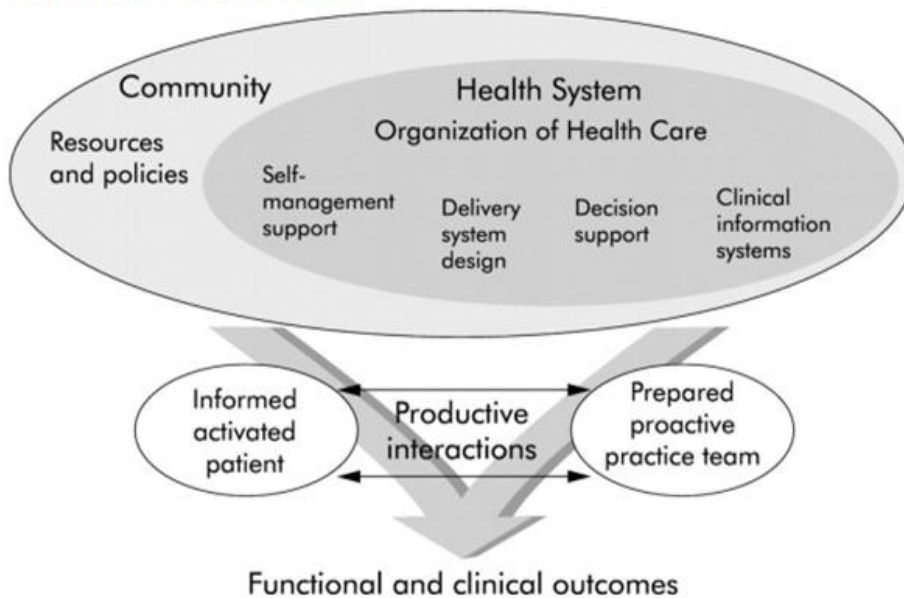 Community
Health System
Organization of Health Care
Resources
and policies
Self-
management
support
Delivery
system
design
Decision
support
Clinical
information
systems
Informed
activated
patient
Productive
interactions
Prepared
proactive
practice team
Functional and clinical outcomes